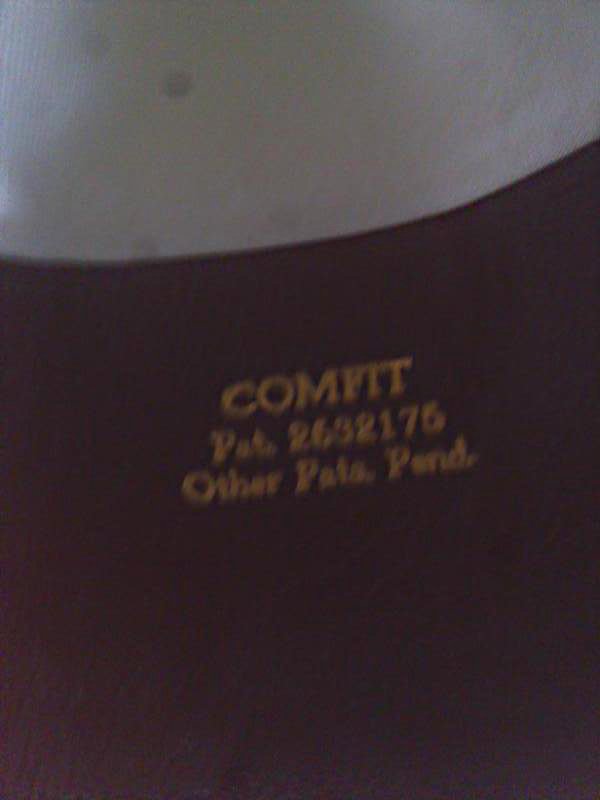 COMFIT
Pat. 2632175
Other Pats. Pend.